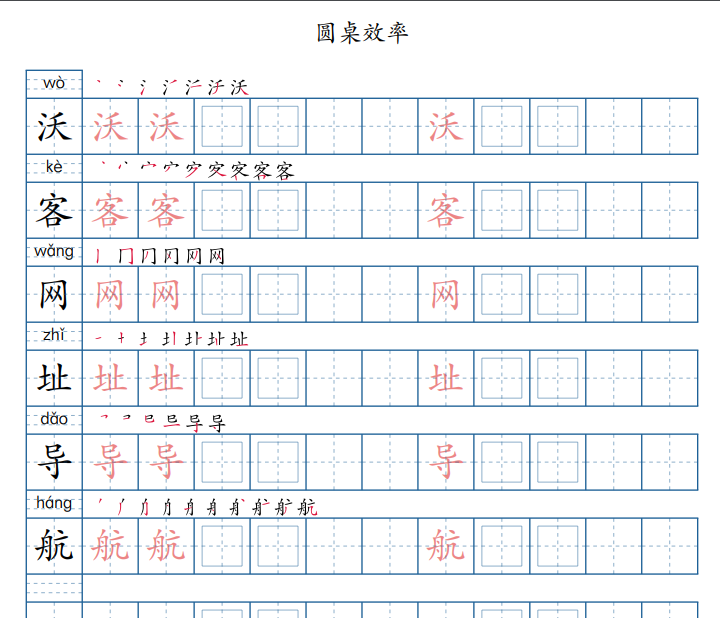 圆桌效率
wò
沃 沃 沃 沃
kè
客 客 客 客
wǎng
网 网 网 网
zhǐ
址 址 址 址
dǎo
导 导 导 导
háng
航 航 航 航